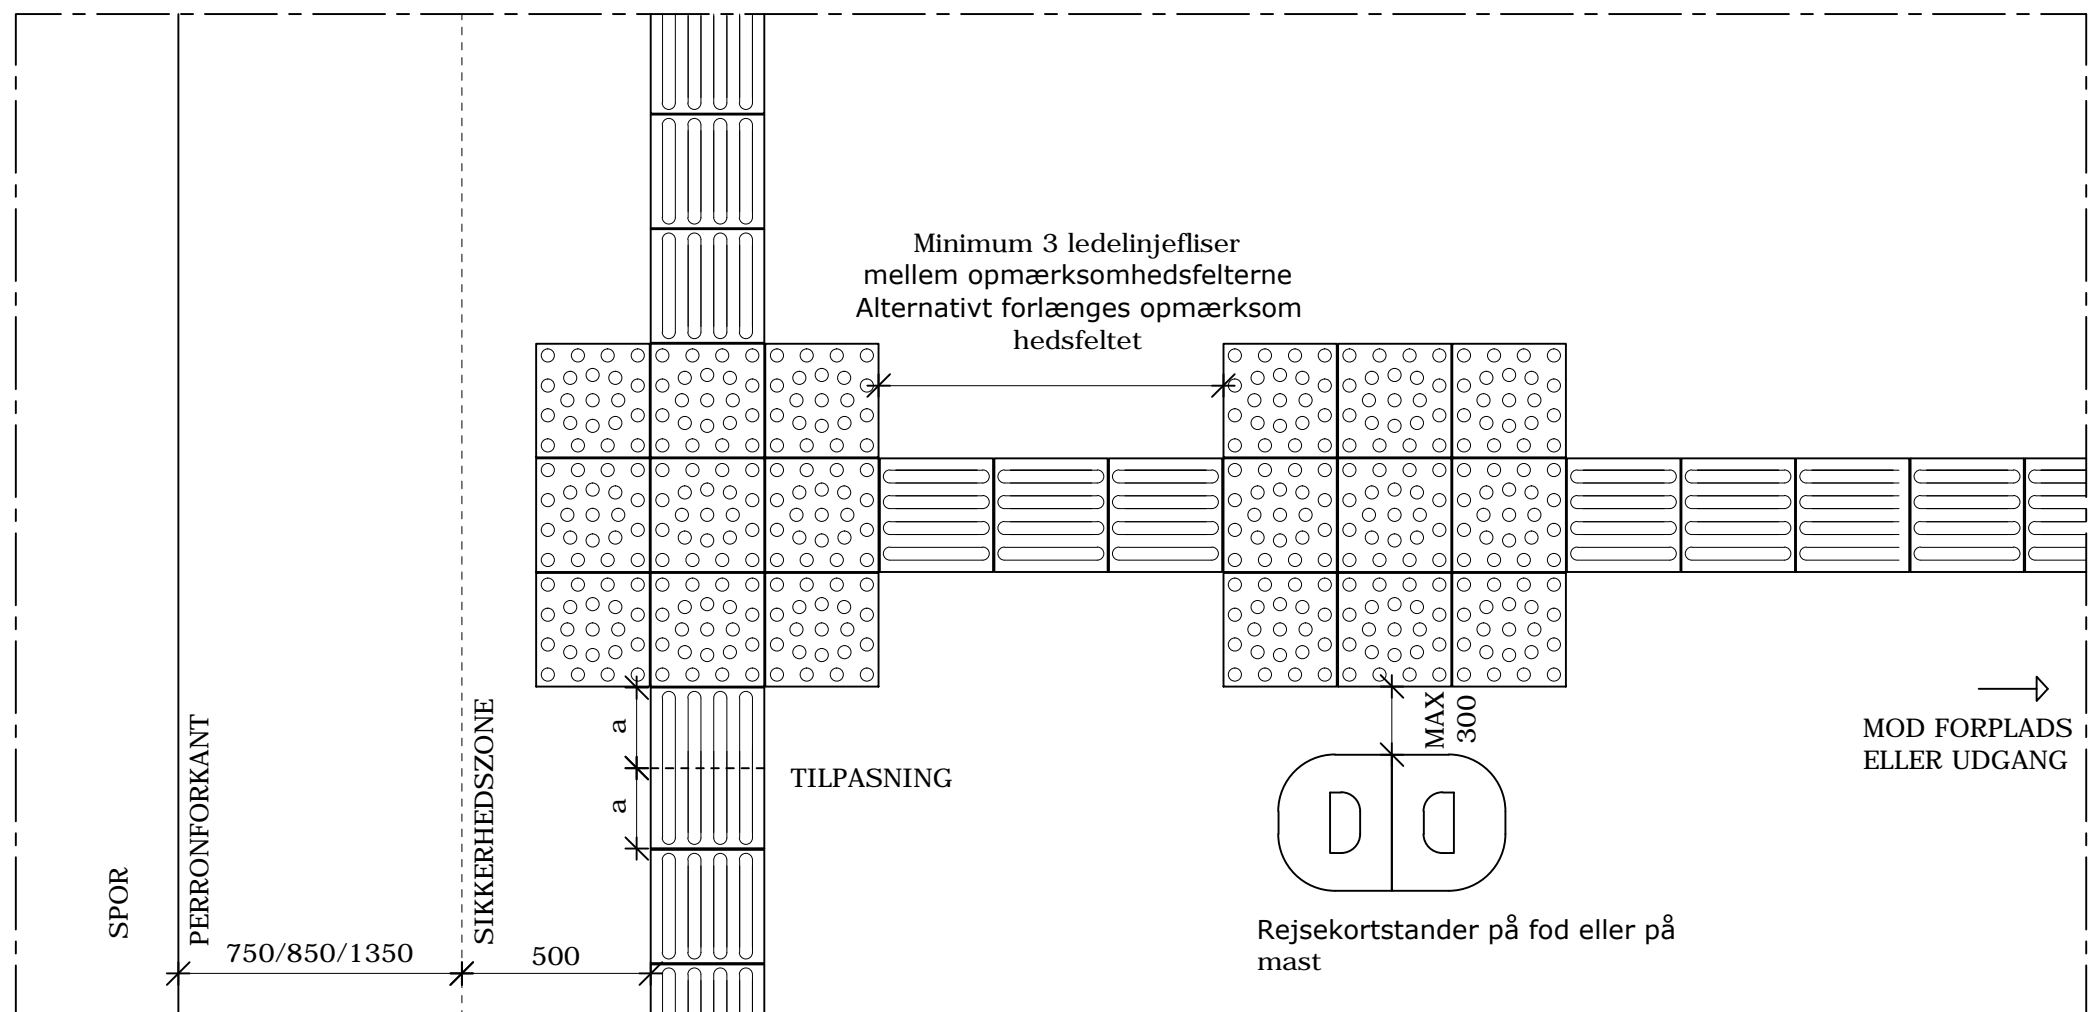 Minimum 3 ledelinjefliser
mellem opmærksomhedsfelterne
Alternativt forlænges opmærksom
hedsfeltet
a
a
TILPASNING
MAX
300
MOD FORPLADS
ELLER UDGANG
SPOR
PERRONFORKANT
SIKKERHEDSZONE
750/850/1350
500
Rejsekortstander på fod eller på
mast